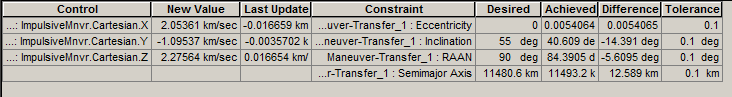 Control New Value Last Update Constraint Desired Achieved Difference Tolerance
...: ImpulsiveMnvr.Cartesian.X 2.05361 km/sec -0.016659 km/ ...uver-Transfer_1 : Eccentricity 0 0.0054064 0.0054065 0.1
...: ImpulsiveMnvr.Cartesian.Y -1.09537 km/sec -0.0035702 k ...neuver-Transfer_1 : Inclination 55 deg 40.609 de -14.391 deg 0.1 deg
...: ImpulsiveMnvr.Cartesian.Z 2.27564 km/sec 0.016654 km/ Maneuver-Transfer_1 : RAAN 90 deg 84.3905 d -5.6095 deg 0.1 deg
...r-Transfer_1 : Semimajor Axis 11480.6 km 11493.2 km 12.589 km 0.1 km